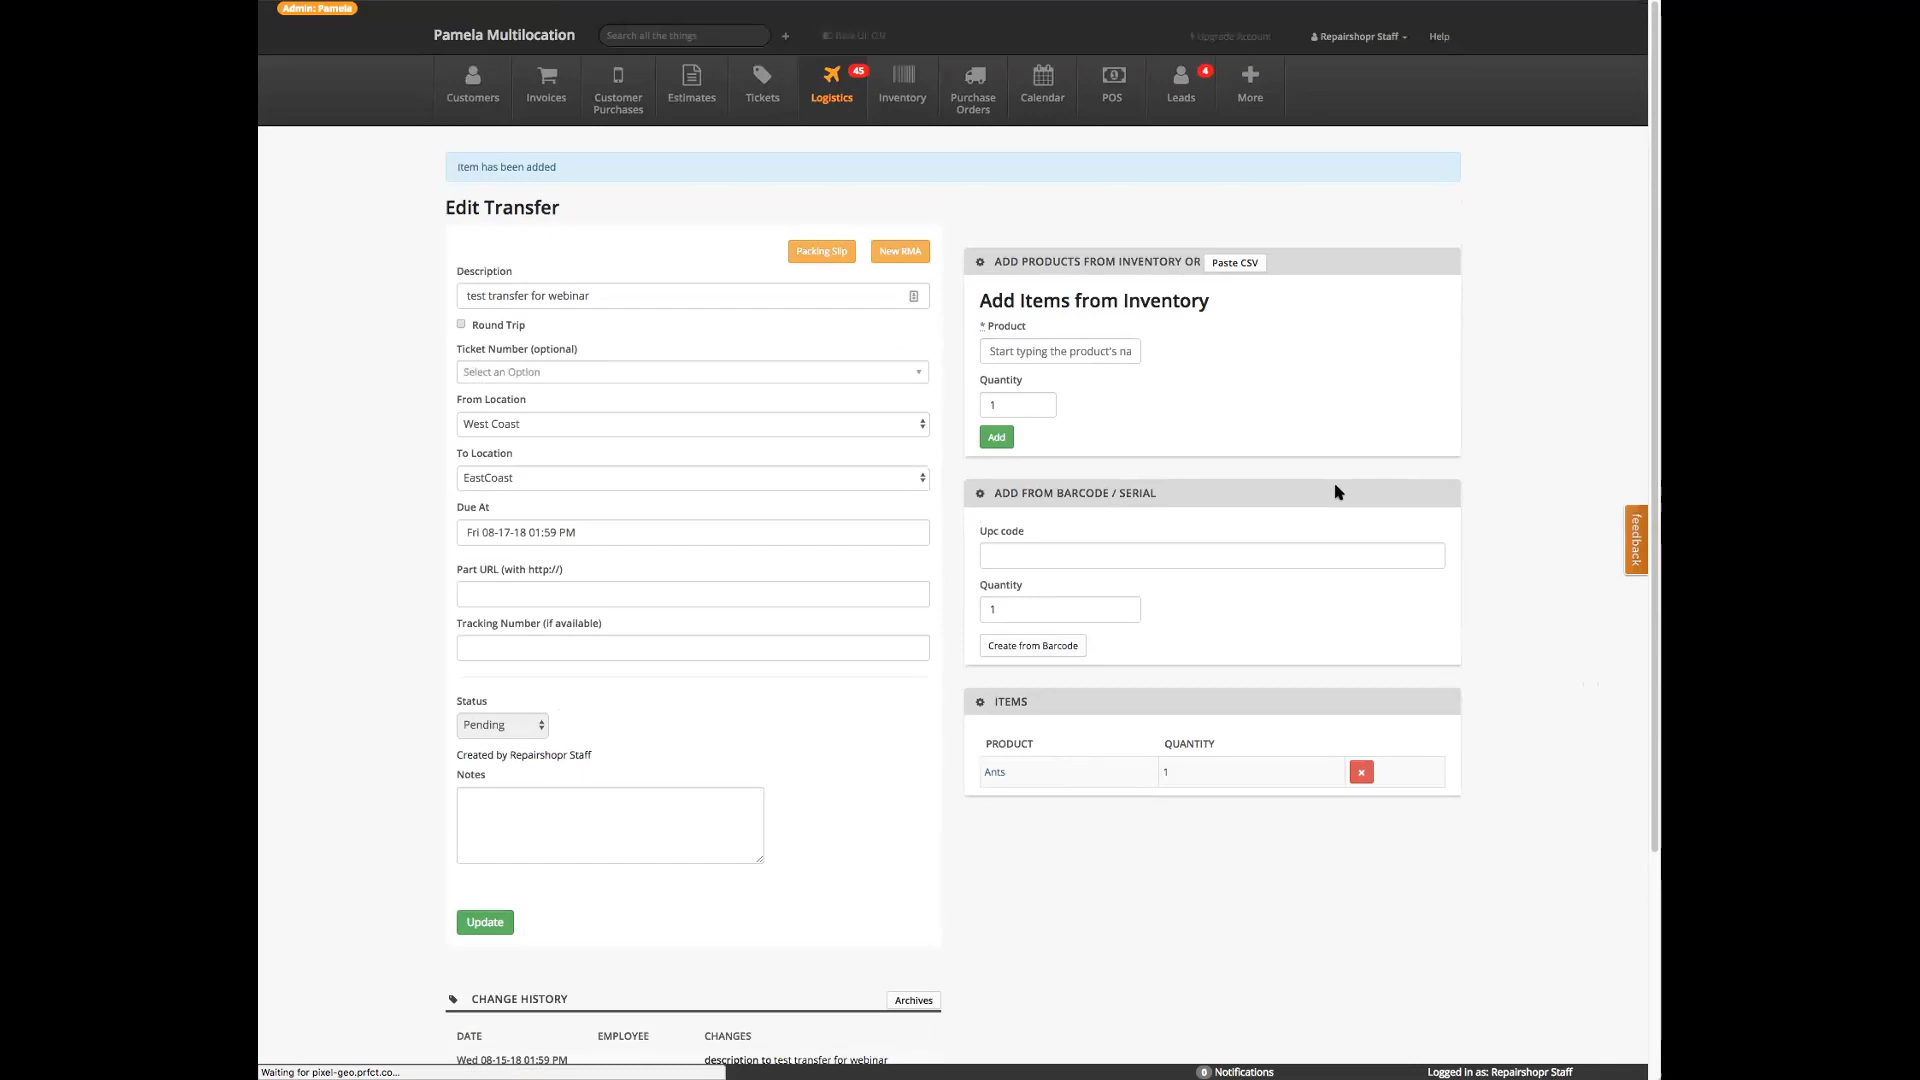 Admin: Pamela
Pamela Multilocation
Search all the things
+
Upgrade Account
Repairshopr Staff
Help
Customers
Invoices
Customer
Purchases
Estimates
Tickets
45
Logistics
Inventory
Purchase
Orders
Calendar
POS
4
Leads
More
Item has been added
Edit Transfer
Packing Slip
New RMA
Description
test transfer for webinar
Round Trip
Ticket Number (optional)
Select an Option
From Location
West Coast
To Location
EastCoast
Due At
Fri 08-17-18 01:59 PM
Part URL (with http://)
Tracking Number (if available)
Status
Pending
Created by Repairshopr Staff
Notes
Update
ADD PRODUCTS FROM INVENTORY OR Paste CSV
Add Items from Inventory
* Product
Start typing the product's na
Quantity
1
Add
ADD FROM BARCODE / SERIAL
Upc code
Quantity
1
Create from Barcode
ITEMS
PRODUCT QUANTITY
Ants 1
x
feedback
CHANGE HISTORY
Archives
DATE EMPLOYEE CHANGES
Wed 08-15-18 01:59 PM description to test transfer for webinar
Waiting for pixel-geo.prfct.co...
0 Notifications
Logged in as: Repairshopr Staff